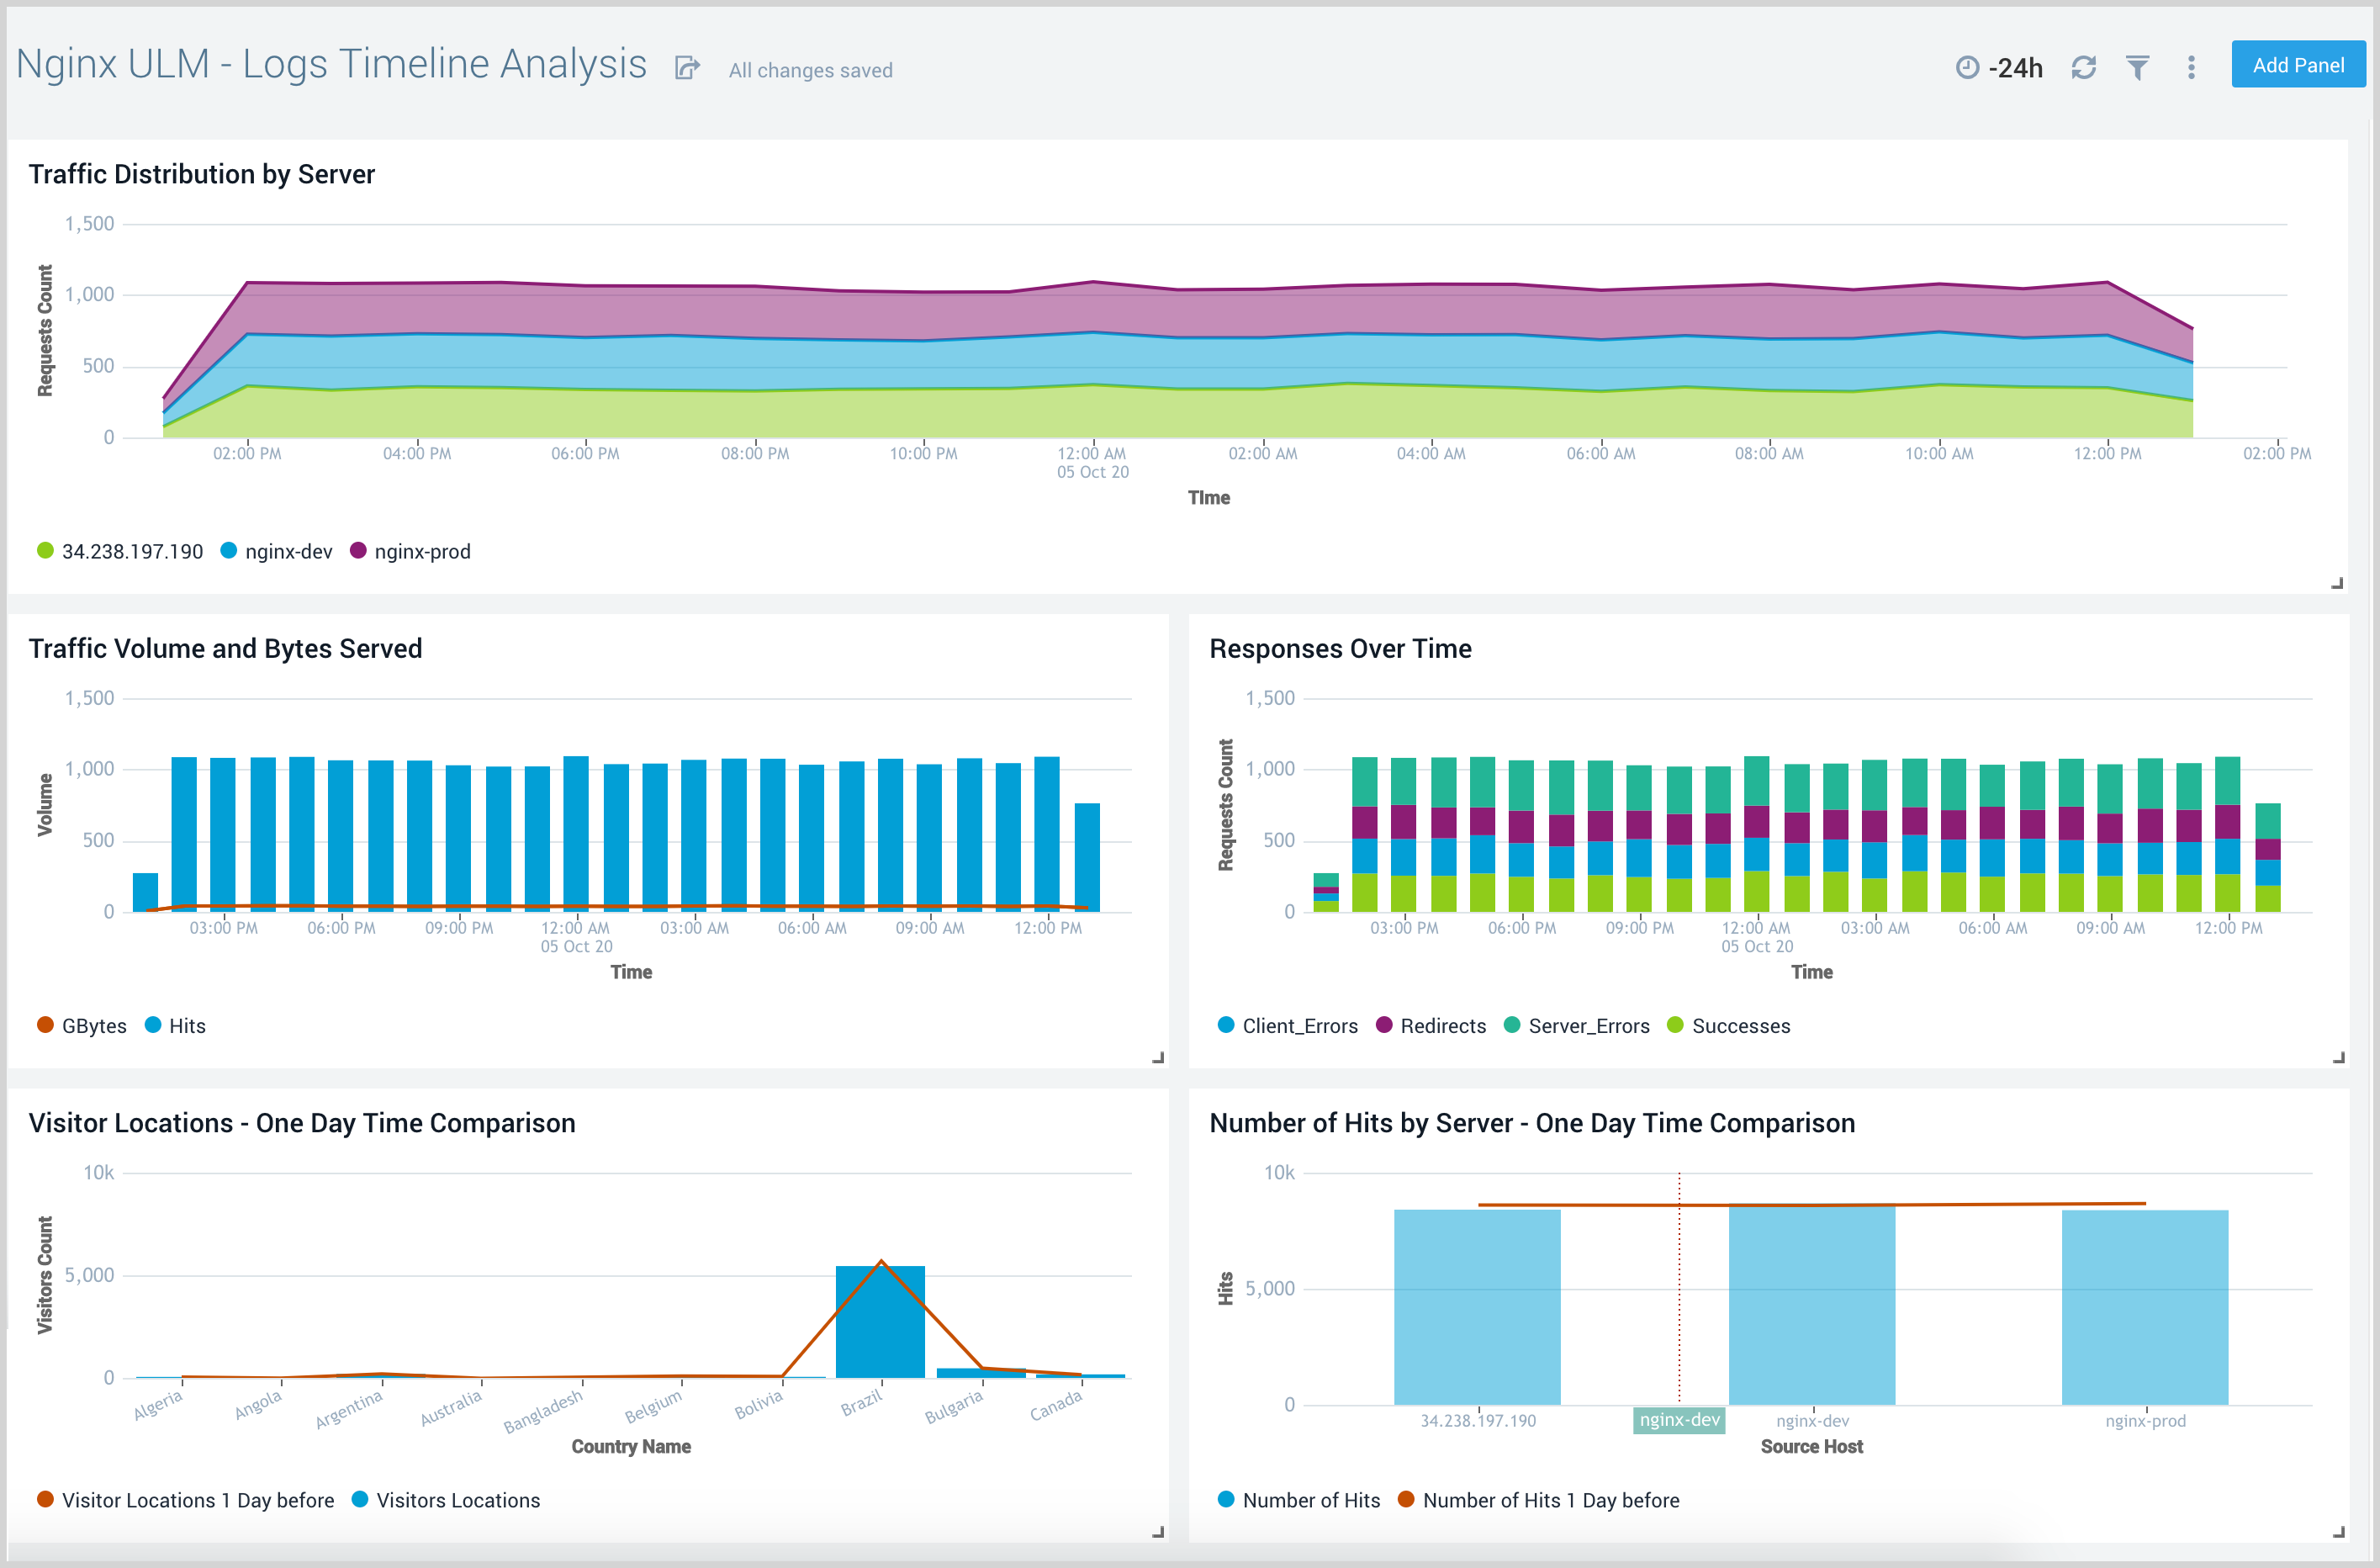 Nginx ULM - Logs Timeline Analysis All changes saved -24h Add Panel
Traffic Distribution by Server
1,500
1,000
500
0
Requests Count
02:00 PM 04:00 PM 06:00 PM 08:00 PM 10:00 PM 12:00 AM 02:00 AM 04:00 AM 06:00 AM 08:00 AM 10:00 AM 12:00 PM 02:00 PM
05 Oct 20
TIme
34.238.197.190 nginx-dev nginx-prod
Traffic Volume and Bytes Served
1,500
1,000
500
0
Volume
03:00 PM 06:00 PM 09:00 PM 12:00 AM 03:00 AM 06:00 AM 09:00 AM 12:00 PM
05 Oct 20
Time
GBytes Hits
Responses Over Time
1,500
1,000
500
0
Requests Count
03:00 PM 06:00 PM 09:00 PM 12:00 AM 03:00 AM 06:00 AM 09:00 AM 12:00 PM
05 Oct 20
Time
Client_Errors Redirects Server_Errors Successes
Visitor Locations - One Day Time Comparison
10k
5,000
0
Visitors Count
Algeria Angola Argentina Australia Bangladesh Belgium Bolivia Brazil Bulgaria Canada
Country Name
Visitor Locations 1 Day before Visitors Locations
Number of Hits by Server - One Day Time Comparison
10k
5,000
0
Hits
34.238.197.190 nginx-dev nginx-dev nginx-prod
Source Host
Number of Hits Number of Hits 1 Day before